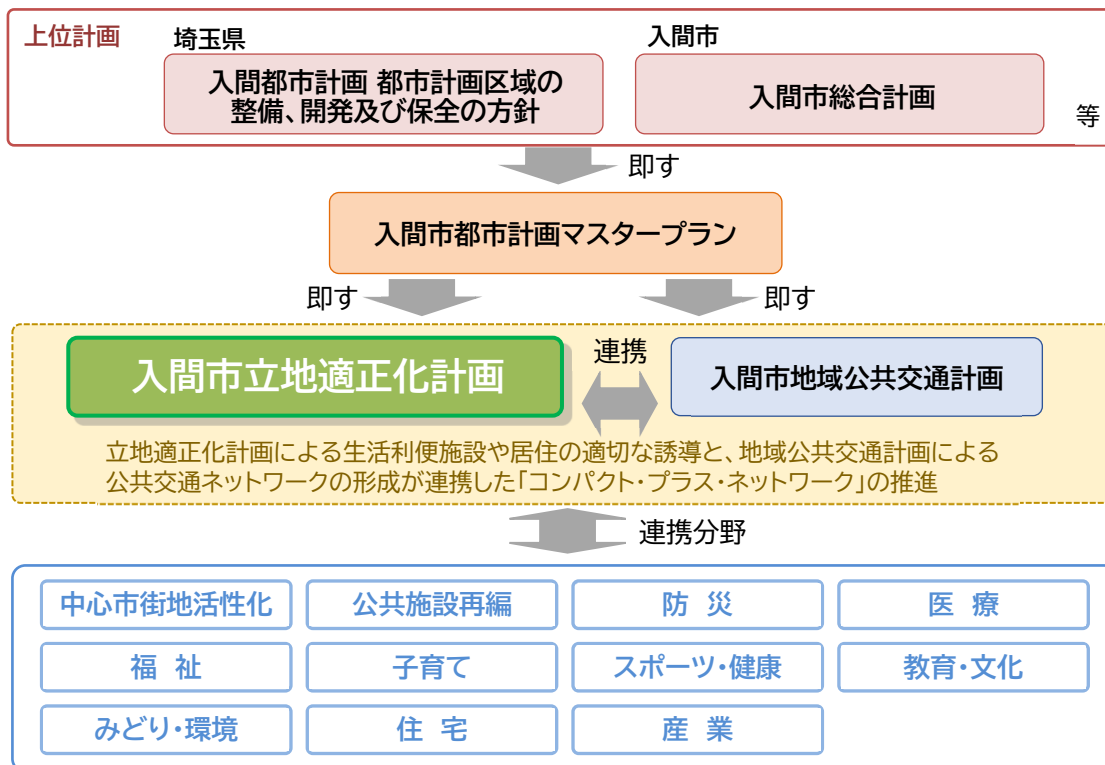 上位計画
埼玉県
入間都市計画 都市計画区域の
整備、開発及び保全の方針
入間市
入間市総合計画
等
即す
入間市都市計画マスタープラン
即す
即す
入間市立地適正化計画
連携
入間市地域公共交通計画
立地適正化計画による生活利便施設や居住の適切な誘導と、地域公共交通計画による
公共交通ネットワークの形成が連携した「コンパクト・プラス・ネットワーク」の推進
連携分野
中心市街地活性化
公共施設再編
防 災
医 療
福 祉
子育て
スポーツ・健康
教育・文化
みどり・環境
住 宅
産 業